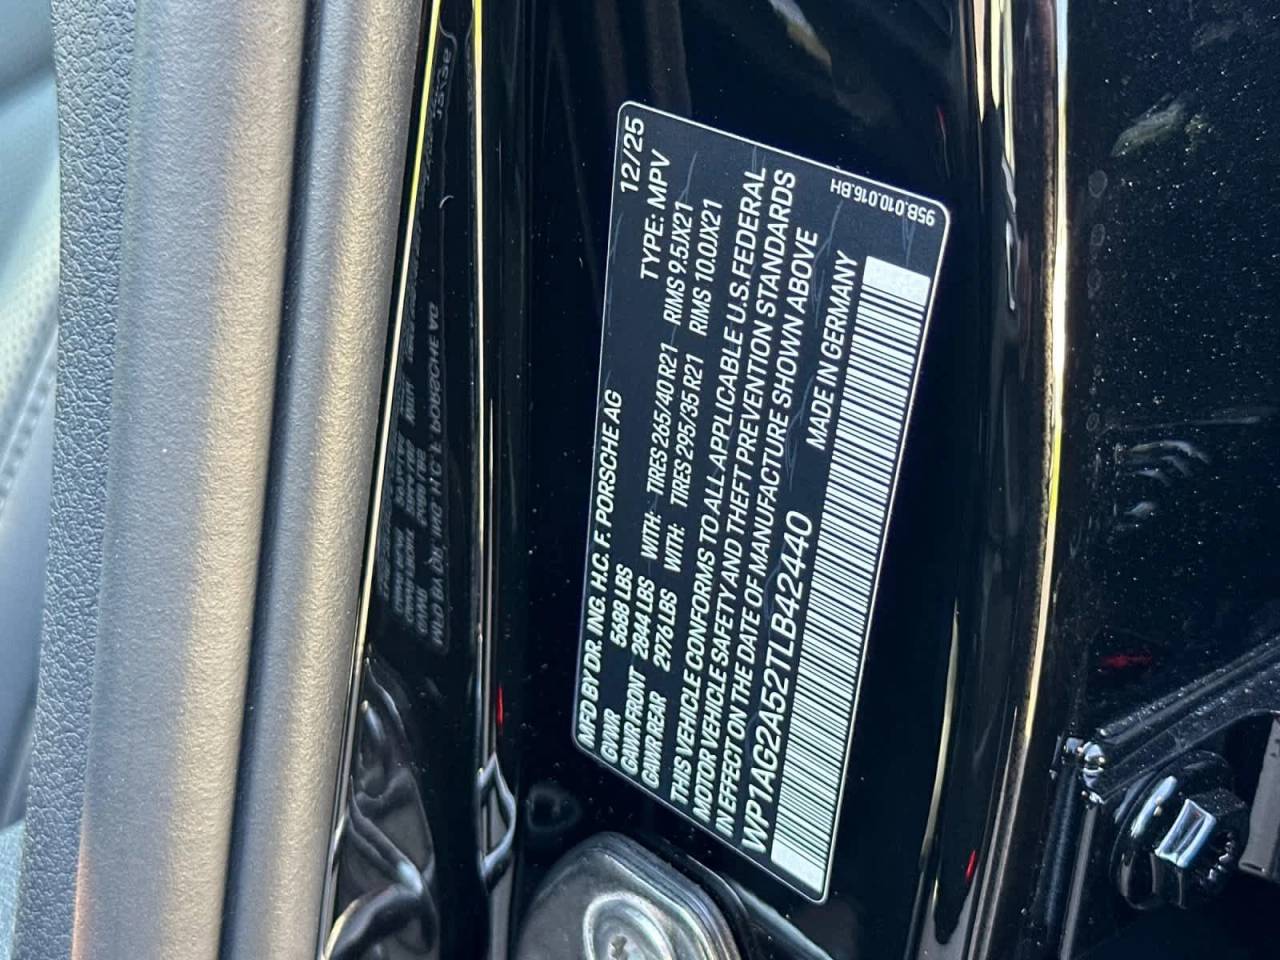 MFD BY DR. ING. H.C. F. PORSCHE AG 12/25
GVWR 5688 LBS TYPE: MPV
GAWR FRONT 2844 LBS WITH: TIRES 265/40 R21 RIMS 9.5JX21
GAWR REAR 2976 LBS WITH: TIRES 295/35 R21 RIMS 10.0JX21
THIS VEHICLE CONFORMS TO ALL APPLICABLE U.S. FEDERAL
MOTOR VEHICLE SAFETY AND THEFT PREVENTION STANDARDS
IN EFFECT ON THE DATE OF MANUFACTURE SHOWN ABOVE
WP1AG2A52TLB42440 MADE IN GERMANY
95B.010.016.BH